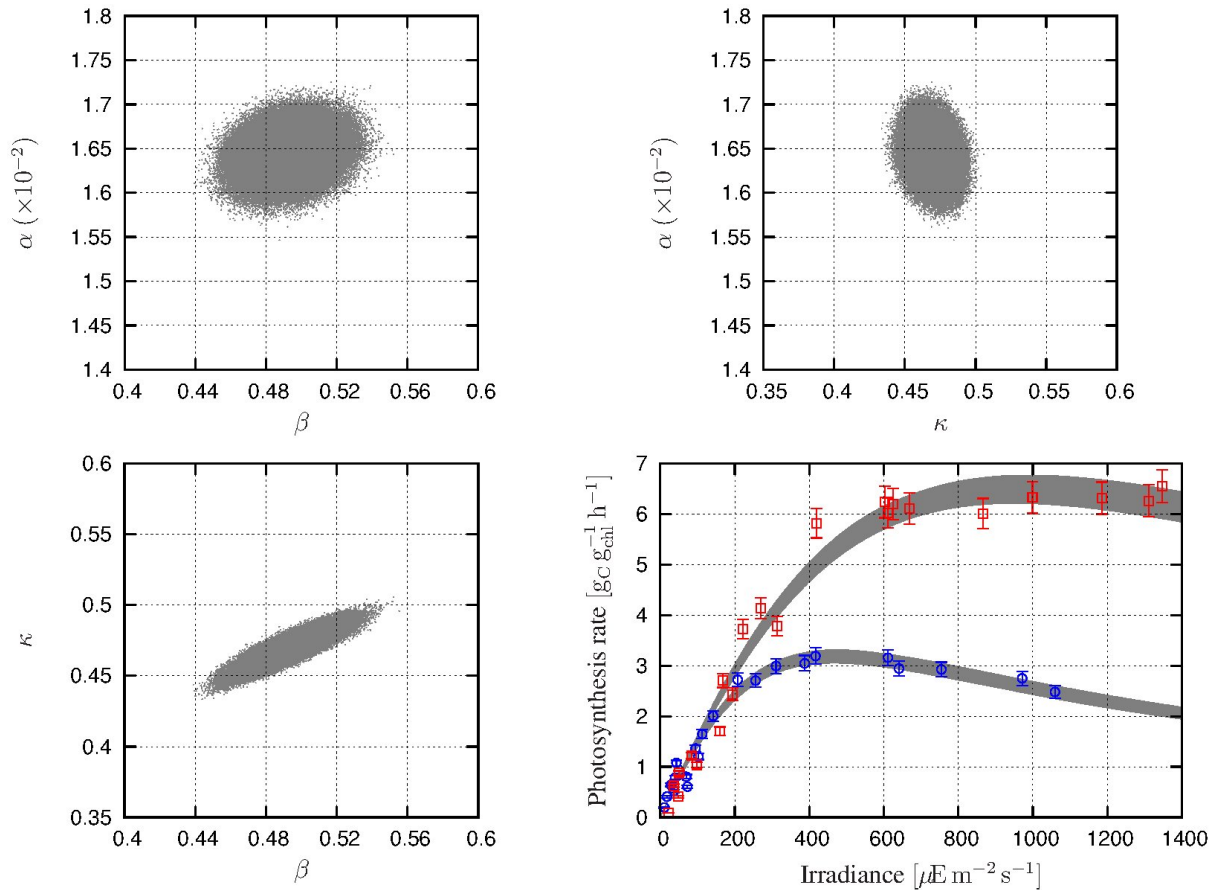 1.8
1.75
1.7
1.65
1.6
1.55
1.5
1.45
1.4
α (×10⁻²)
0.4 0.44 0.48 0.52 0.56 0.6
β
1.8
1.75
1.7
1.65
1.6
1.55
1.5
1.45
1.4
α (×10⁻²)
0.35 0.4 0.45 0.5 0.55 0.6
κ
0.6
0.55
0.5
0.45
0.4
0.35
κ
0.4 0.44 0.48 0.52 0.56 0.6
β
7
6
5
4
3
2
1
0
Photosynthesis rate [g_C g_chl⁻¹ h⁻¹]
0 200 400 600 800 1000 1200 1400
Irradiance [μE m⁻² s⁻¹]